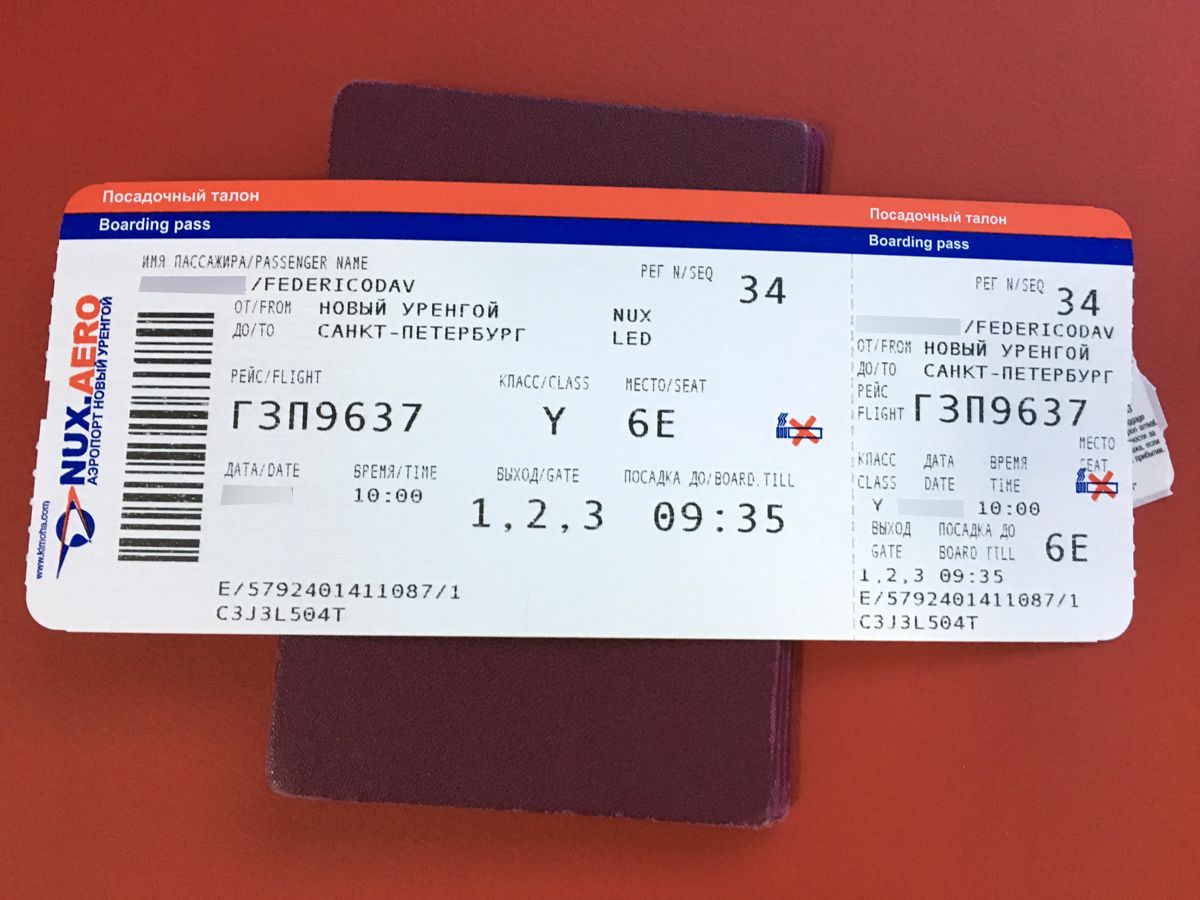 Посадочный талон
Boarding pass
ИМЯ ПАССАЖИРА/PASSENGER NAME
/FEDERICODAV
ОТ/FROM НОВЫЙ УРЕНГОЙ NUX
ДО/TO САНКТ-ПЕТЕРБУРГ LED
РЕГ N/SEQ 34
РЕЙС/FLIGHT КЛАСС/CLASS МЕСТО/SEAT
ГЗП9637 Y 6E
ДАТА/DATE ВРЕМЯ/TIME ВЫХОД/GATE ПОСАДКА ДО/BOARD.TILL
10:00 1,2,3 09:35
E/5792401411087/1
C3J3L504T
NUX.AERO
АЭРОПОРТ НОВЫЙ УРЕНГОЙ
Посадочный талон
Boarding pass
РЕГ N/SEQ 34
/FEDERICODAV
ОТ/FROM НОВЫЙ УРЕНГОЙ
ДО/TO САНКТ-ПЕТЕРБУРГ
РЕЙС
FLIGHT ГЗП9637
МЕСТО
SEAT
КЛАСС ДАТА ВРЕМЯ
CLASS DATE TIME
Y 10:00
ВЫХОД ПОСАДКА ДО
GATE BOARD TILL 6E
1,2,3 09:35
E/5792401411087/1
C3J3L504T